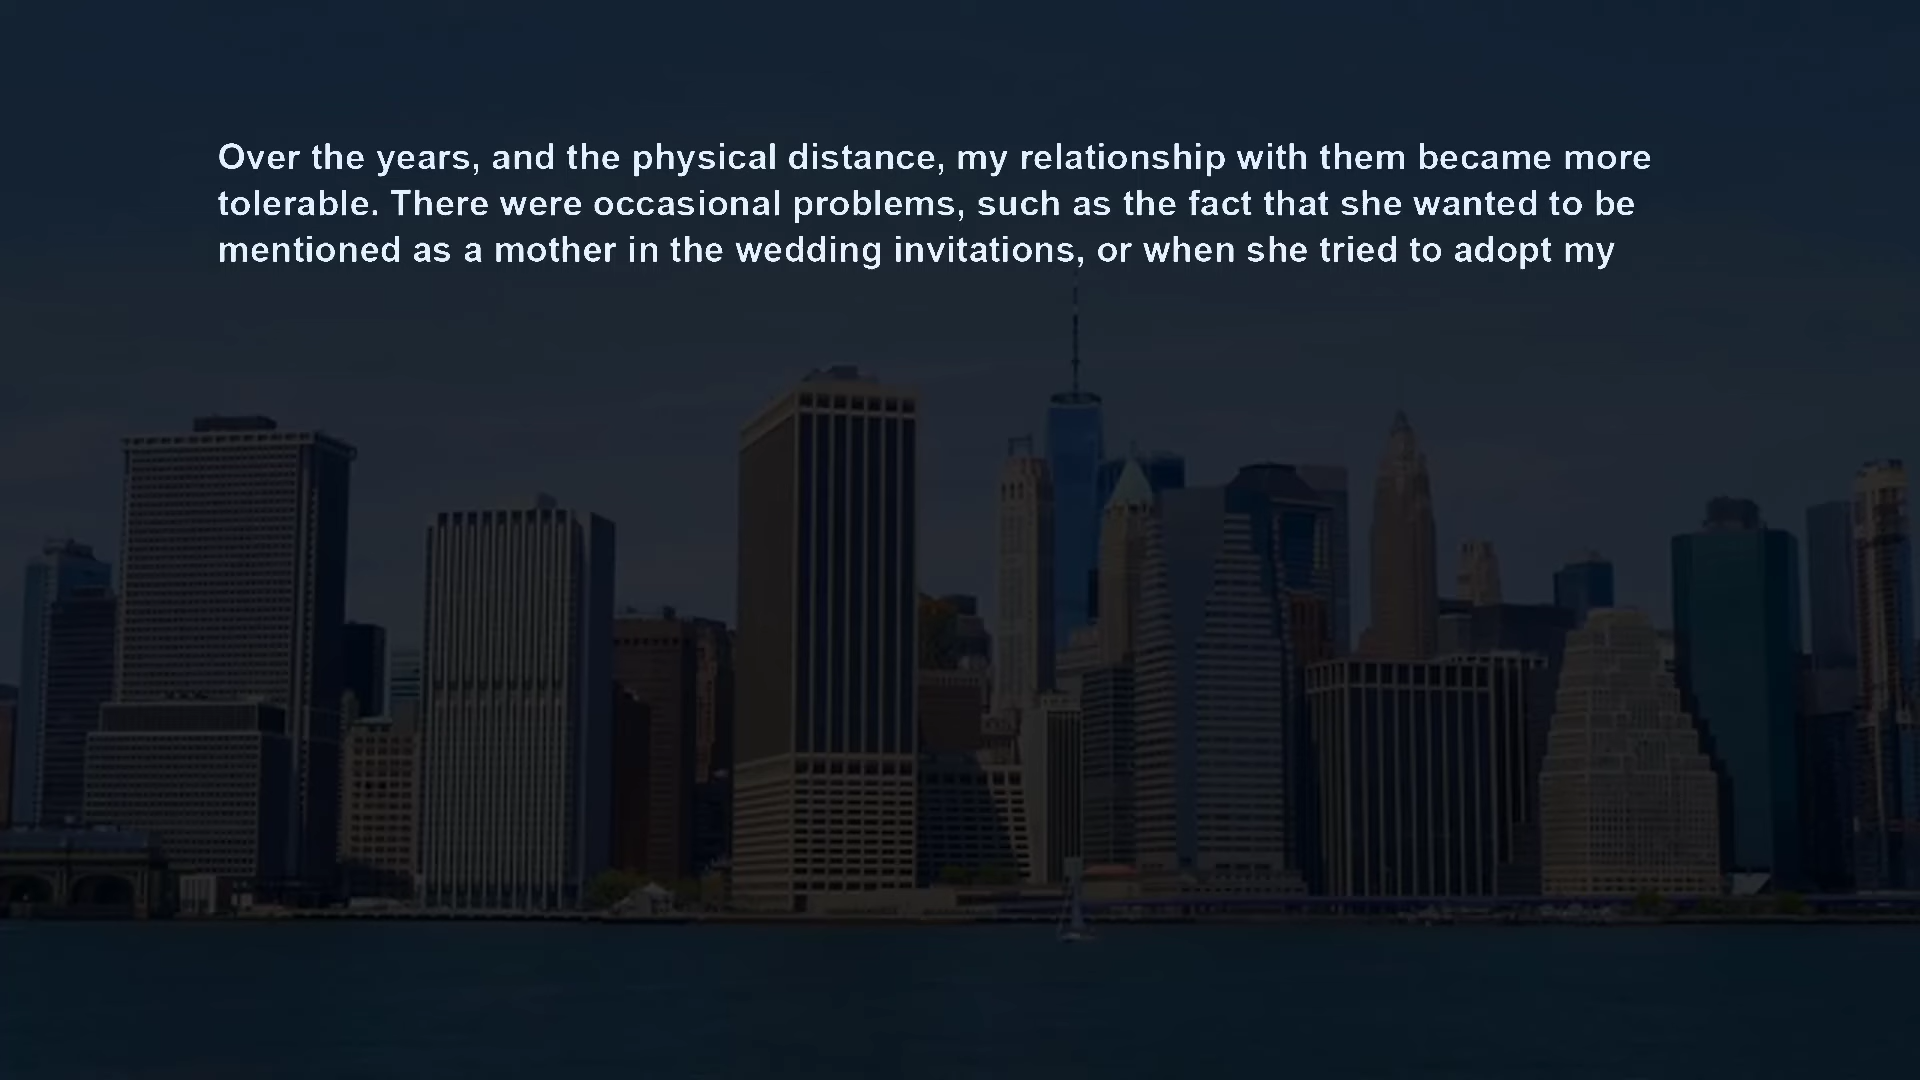 Over the years, and the physical distance, my relationship with them became more
tolerable. There were occasional problems, such as the fact that she wanted to be
mentioned as a mother in the wedding invitations, or when she tried to adopt my